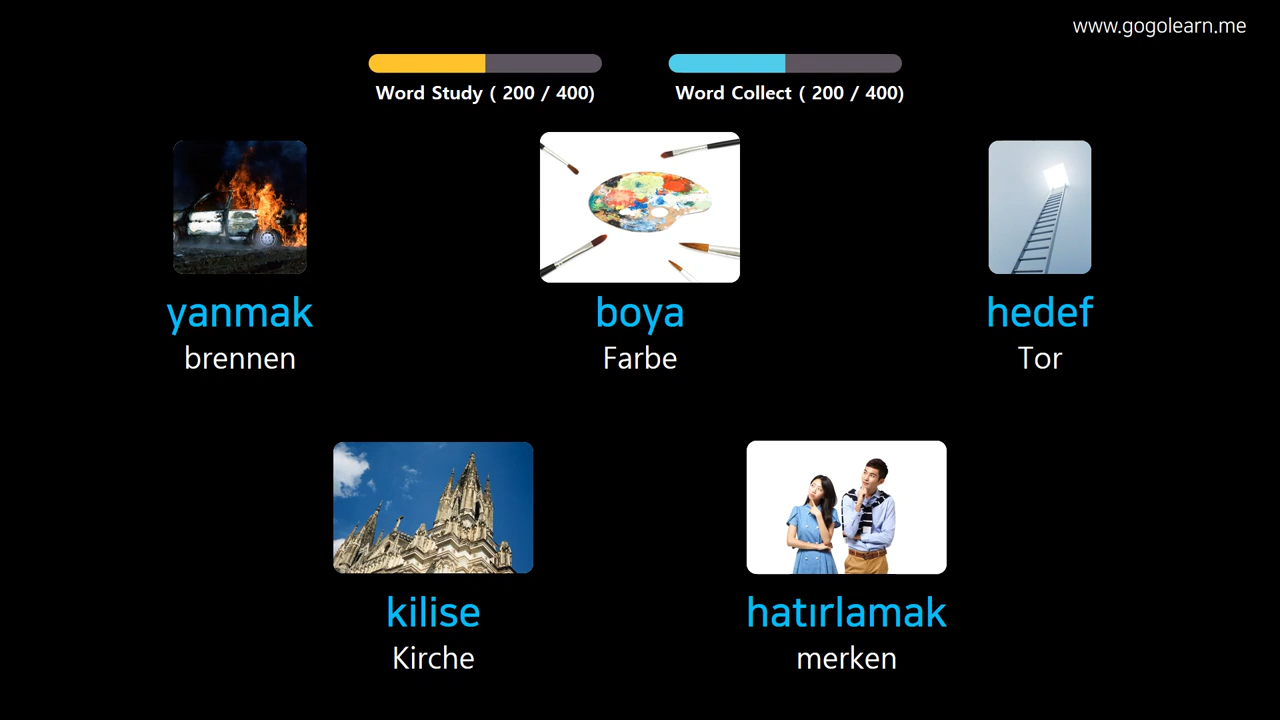 www.gogolearn.me
Word Study ( 200 / 400)
Word Collect ( 200 / 400)
yanmak
brennen
boya
Farbe
hedef
Tor
kilise
Kirche
hatırlamak
merken